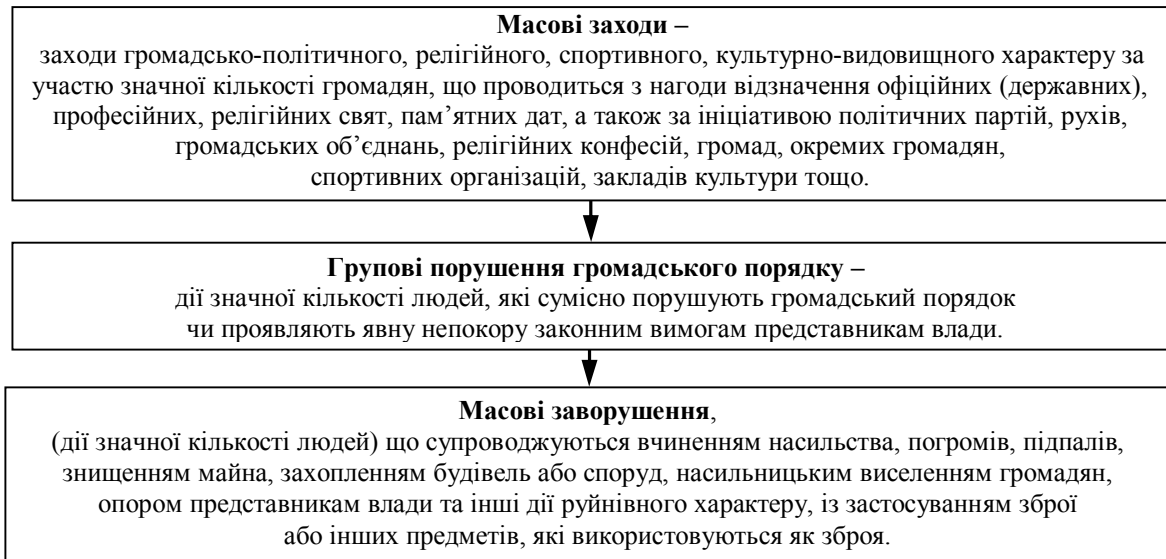 Масові заходи –
заходи громадсько-політичного, релігійного, спортивного, культурно-видовищного характеру за
участю значної кількості громадян, що проводиться з нагоди відзначення офіційних (державних),
професійних, релігійних свят, пам’ятних дат, а також за ініціативою політичних партій, рухів,
громадських об’єднань, релігійних конфесій, громад, окремих громадян,
спортивних організацій, закладів культури тощо.
Групові порушення громадського порядку –
дії значної кількості людей, які сумісно порушують громадський порядок
чи проявляють явну непокору законним вимогам представникам влади.
Масові заворушення,
(дії значної кількості людей) що супроводжуються вчиненням насильства, погромів, підпалів,
знищенням майна, захопленням будівель або споруд, насильницьким виселенням громадян,
опором представникам влади та інші дії руйнівного характеру, із застосуванням зброї
або інших предметів, які використовуються як зброя.